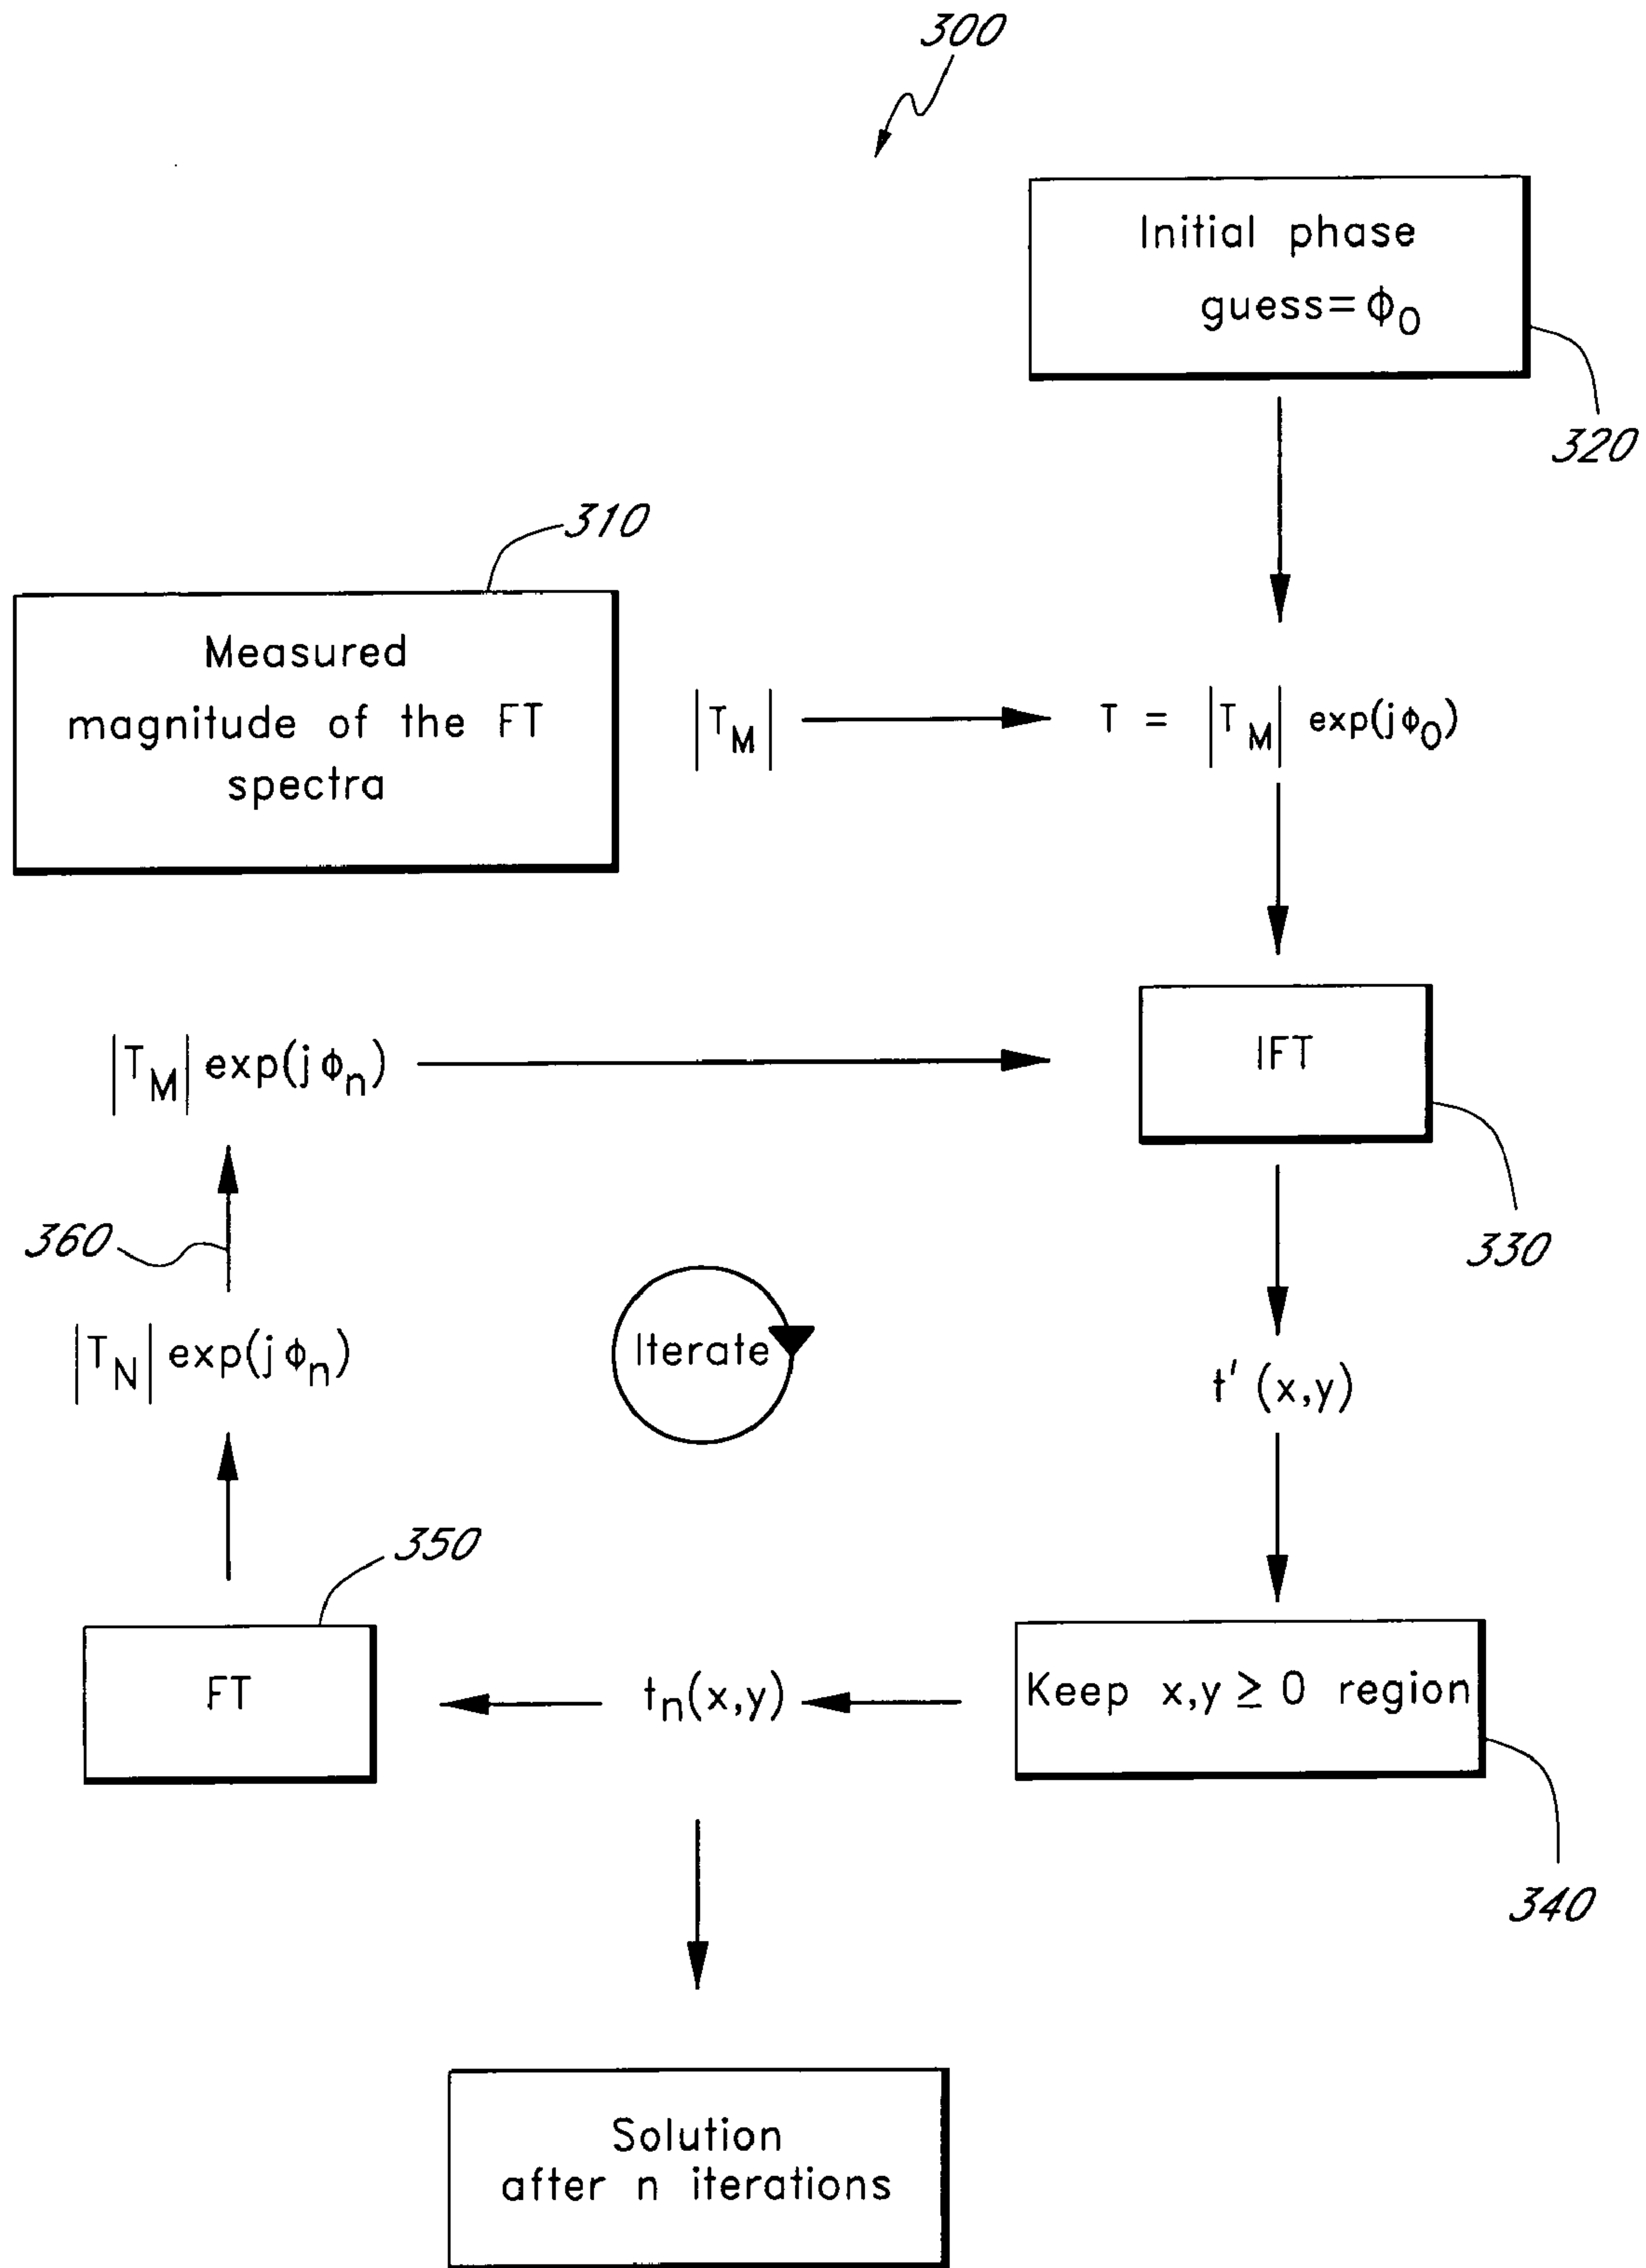 300
Initial phase
guess=ϕ0
320
310
Measured
magnitude of the FT
spectra
|TM|
T = |TM| exp(jϕ0)
|TM| exp(jϕn)
IFT
330
360
|TN| exp(jϕn)
Iterate
t' (x,y)
350
FT
tn(x,y)
Keep x,y ≥ 0 region
340
Solution
after n iterations